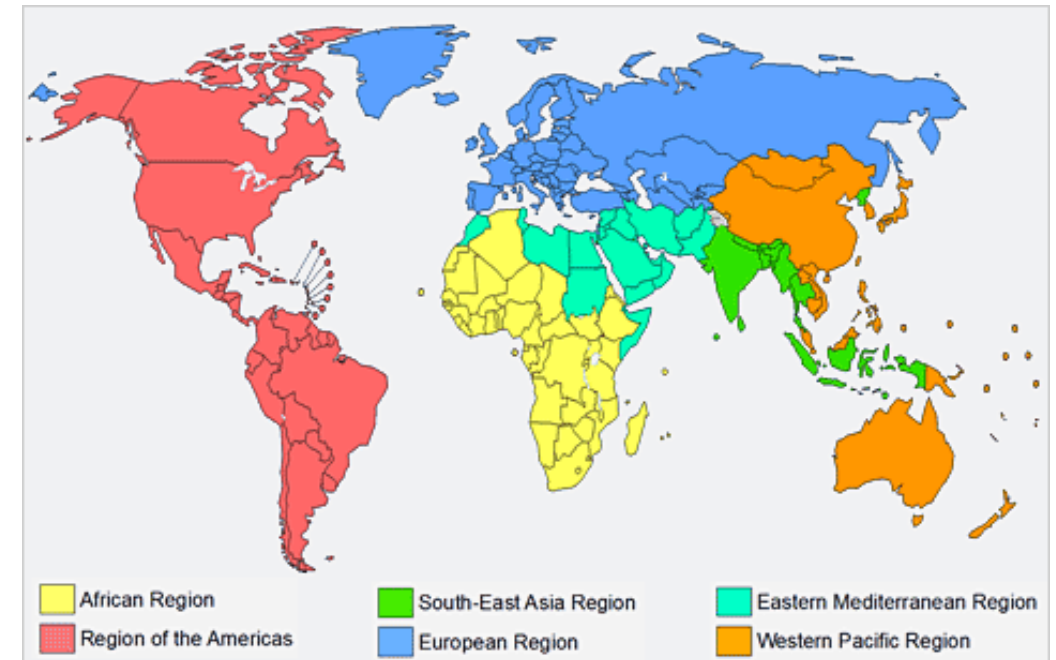 African Region
South-East Asia Region
Eastern Mediterranean Region
Region of the Americas
European Region
Western Pacific Region